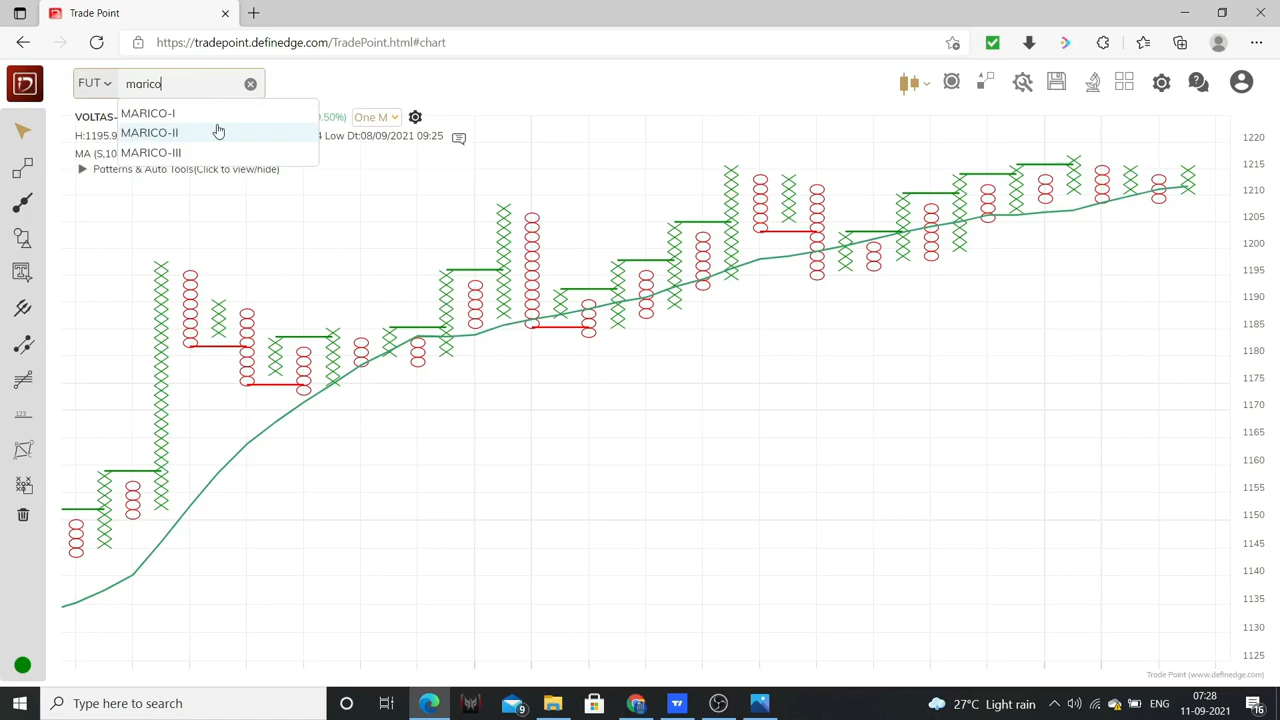 Trade Point
https://tradepoint.definedge.com/TradePoint.html#chart
FUT
marico
MARICO-I
MARICO-II
MARICO-III
VOLTAS-
0.50%)
One M
H:1195.9
4 Low Dt:08/09/2021 09:25
MA (S,10
Patterns & Auto Tools(Click to view/hide)
1220
1215
1210
1205
1200
1195
1190
1185
1180
1175
1170
1165
1160
1155
1150
1145
1140
1135
1130
1125
123
Trade Point (www.definedge.com)
Type here to search
9
27°C Light rain
ENG
07:28
11-09-2021
16